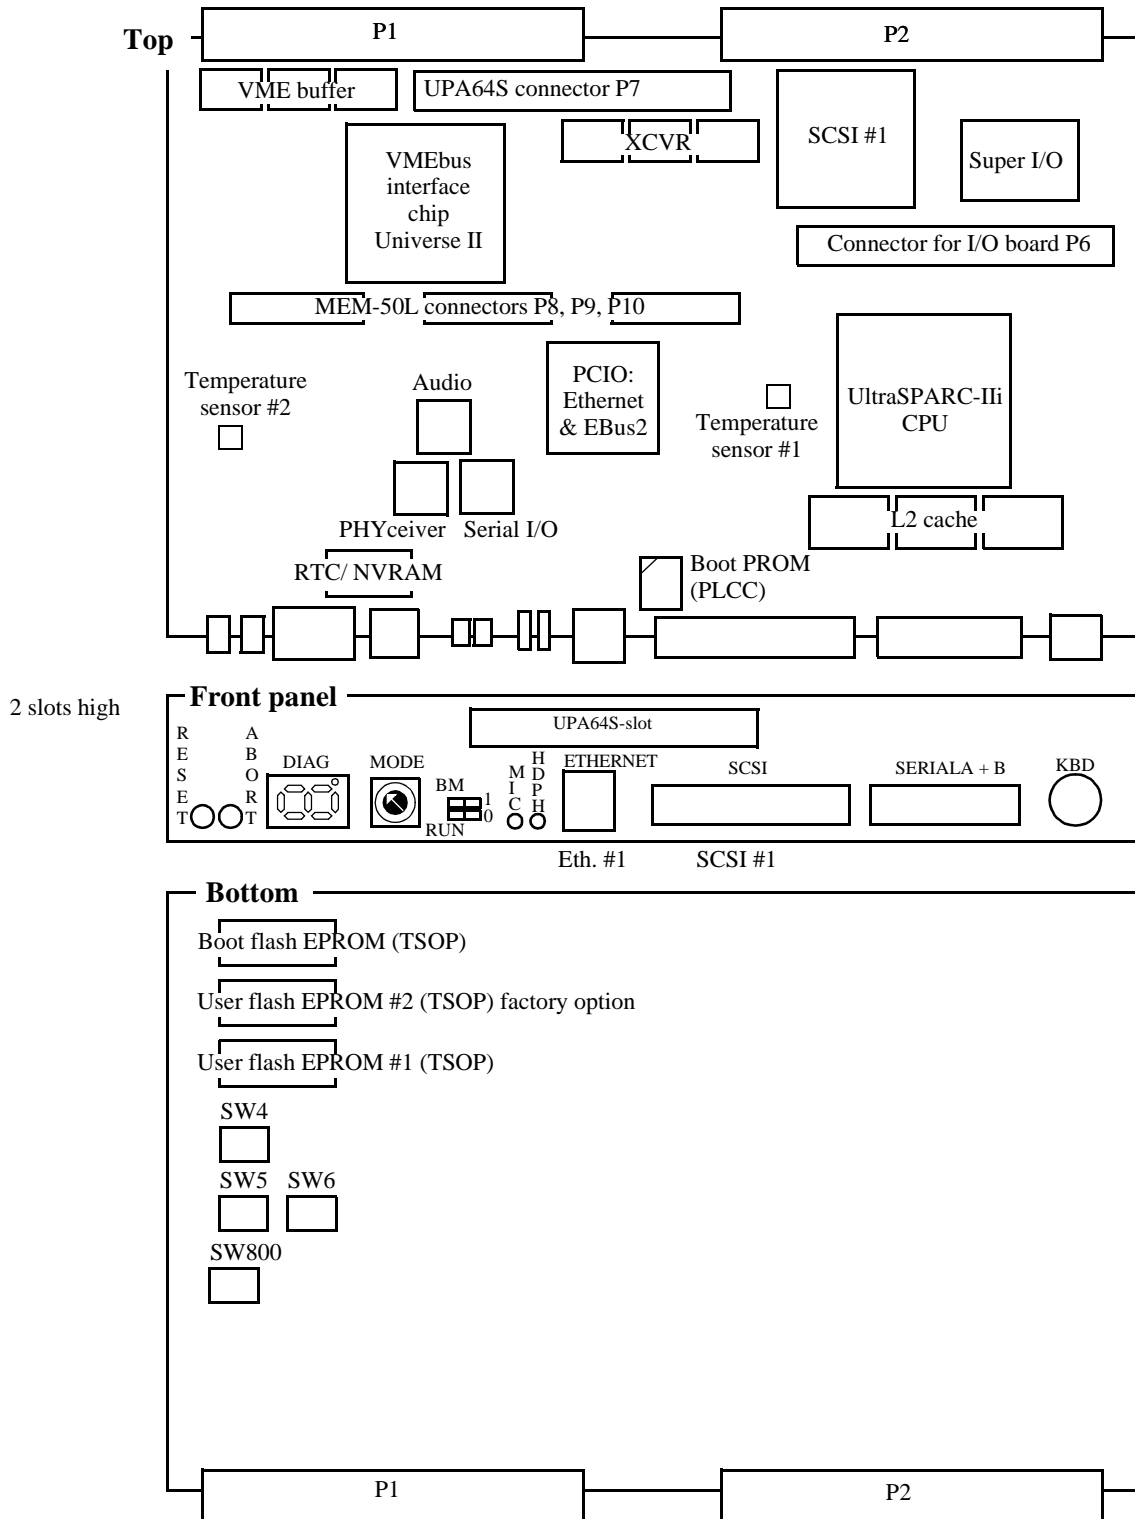 Top
P1
P2
VME buffer
UPA64S connector P7
XCVR
SCSI #1
Super I/O
VMEbus
interface
chip
Universe II
Connector for I/O board P6
MEM-50L connectors P8, P9, P10
Temperature
sensor #2
Audio
PCIO:
Ethernet
& EBus2
Temperature
sensor #1
UltraSPARC-IIi
CPU
PHYceiver
Serial I/O
L2 cache
RTC/ NVRAM
Boot PROM
(PLCC)
2 slots high
Front panel
UPA64S-slot
RESET
ABORT
DIAG
MODE
BM
1
0
RUN
MIC
HDPH
ETHERNET
SCSI
SERIALA + B
KBD
Eth. #1
SCSI #1
Bottom
Boot flash EPROM (TSOP)
User flash EPROM #2 (TSOP) factory option
User flash EPROM #1 (TSOP)
SW4
SW5
SW6
SW800
P1
P2